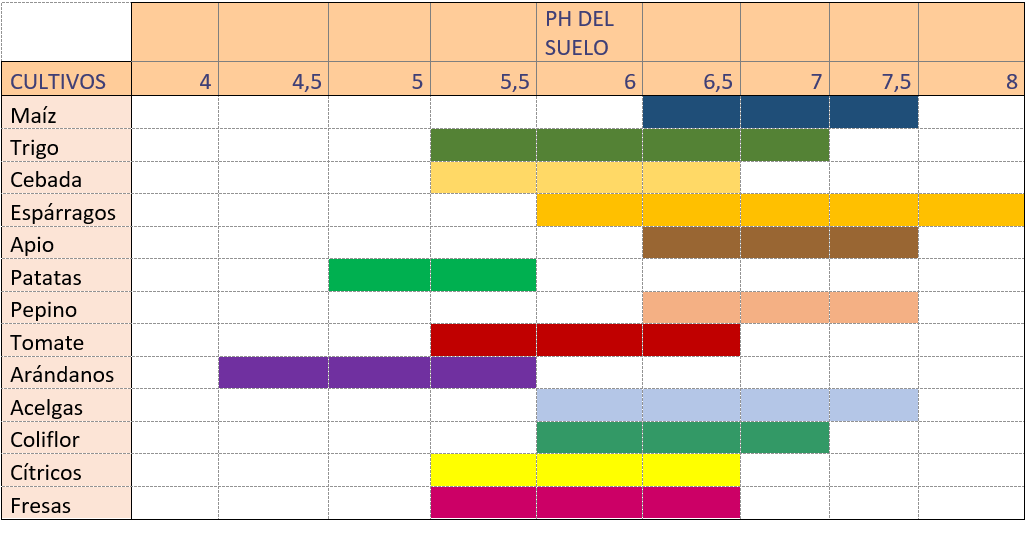 PH DEL
SUELO
CULTIVOS 4 4,5 5 5,5 6 6,5 7 7,5 8
Maíz
Trigo
Cebada
Espárragos
Apio
Patatas
Pepino
Tomate
Arándanos
Acelgas
Coliflor
Cítricos
Fresas